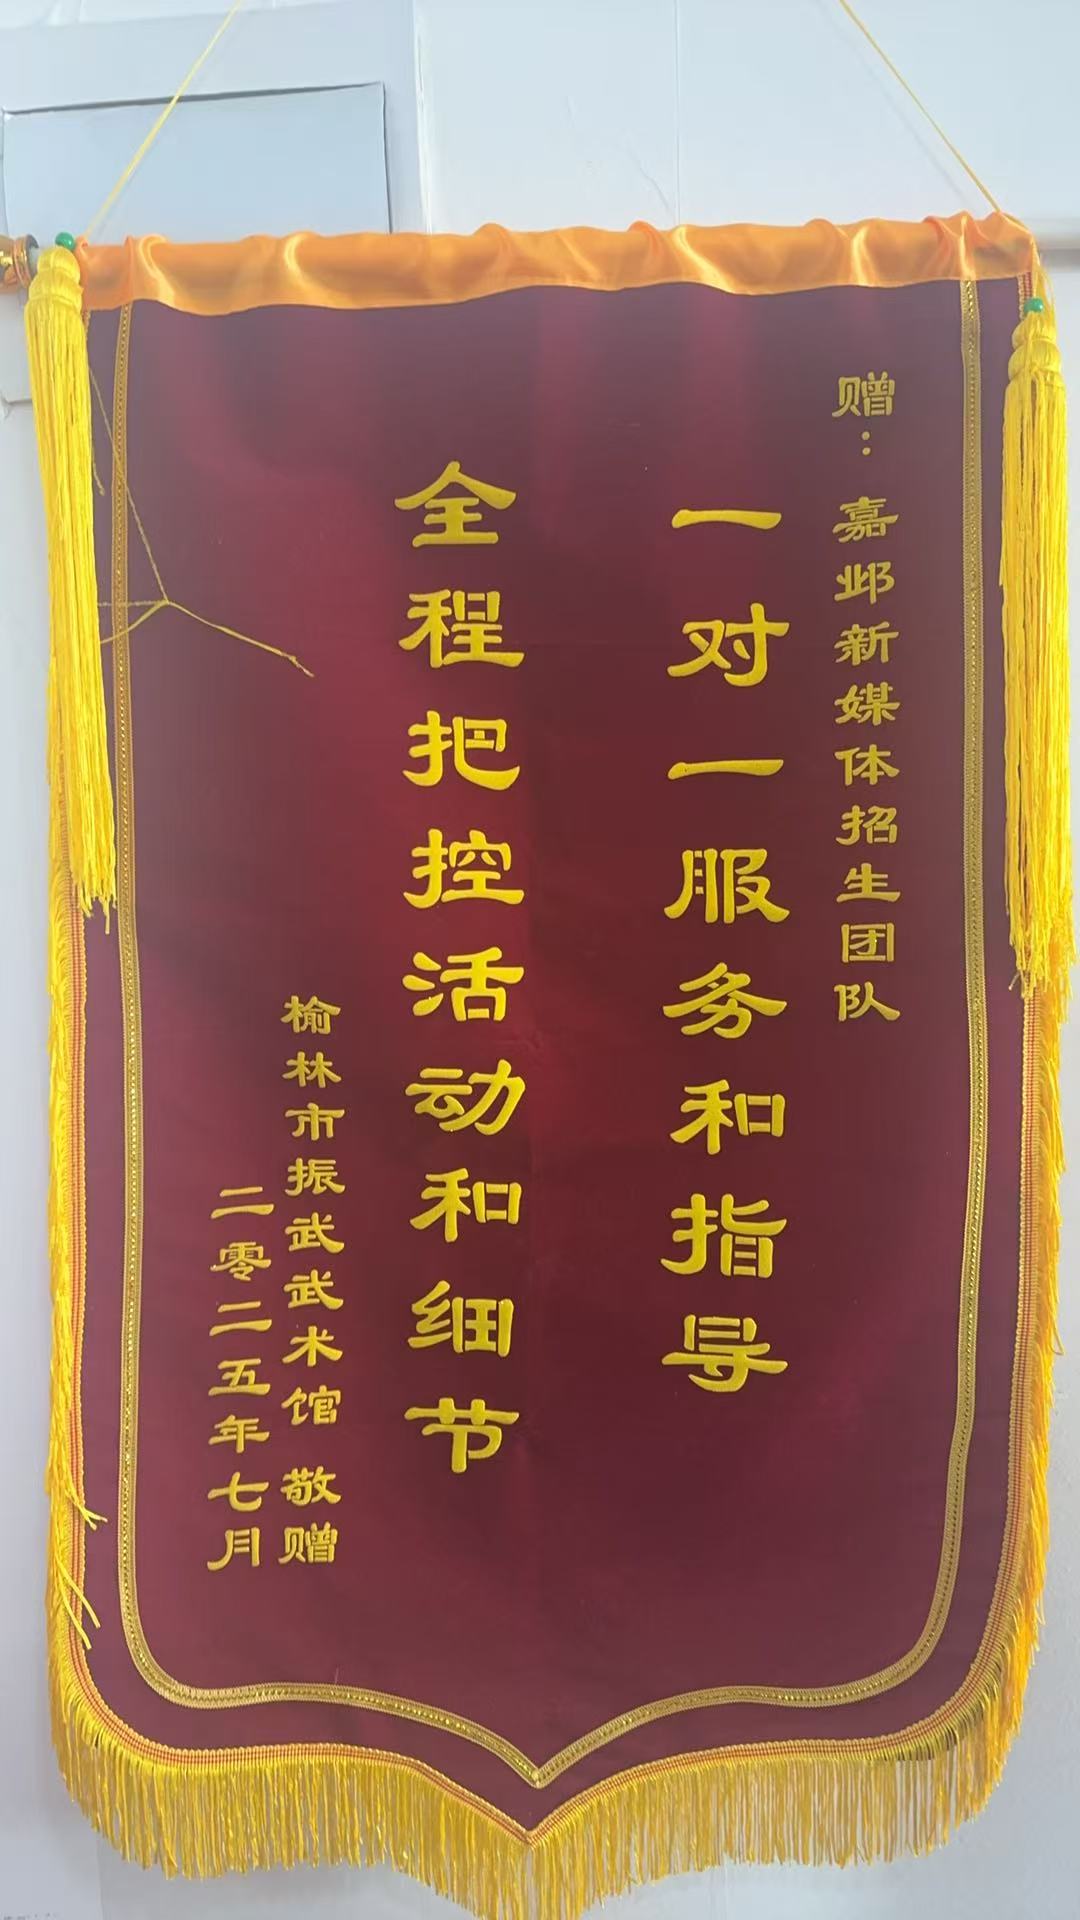 赠：嘉邺新媒体招生团队
一对一服务和指导
全程把控活动和细节
榆林市振武武术馆 敬赠
二零二五年七月